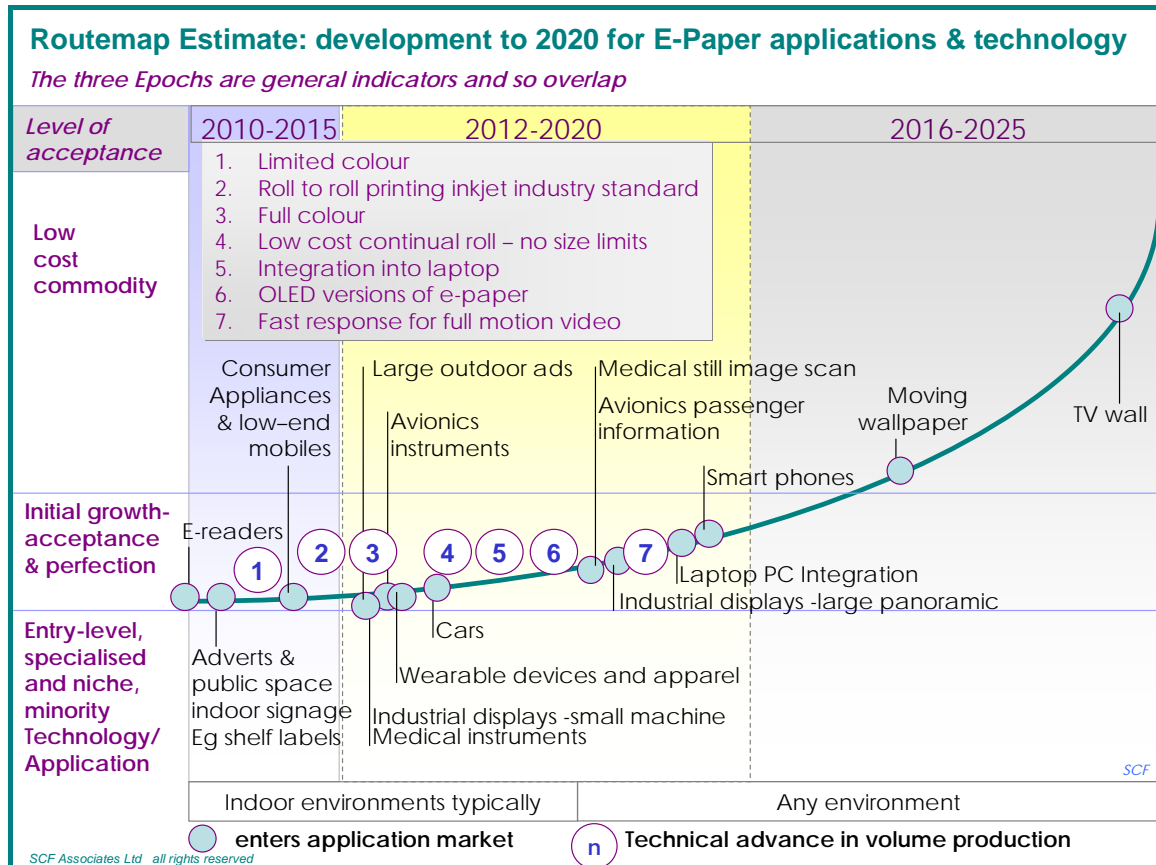 Routemap Estimate: development to 2020 for E-Paper applications & technology
The three Epochs are general indicators and so overlap
Level of
acceptance
2010-2015
2012-2020
2016-2025
1. Limited colour
2. Roll to roll printing inkjet industry standard
3. Full colour
4. Low cost continual roll – no size limits
5. Integration into laptop
6. OLED versions of e-paper
7. Fast response for full motion video
Low
cost
commodity
Consumer
Appliances
& low–end
mobiles
Large outdoor ads
Avionics
instruments
Medical still image scan
Avionics passenger
information
Moving
wallpaper
TV wall
Smart phones
Initial growth-
acceptance
& perfection
E-readers
1
2
3
4
5
6
7
Laptop PC Integration
Industrial displays -large panoramic
Cars
Entry-level,
specialised
and niche,
minority
Technology/
Application
Adverts &
public space
indoor signage
Eg shelf labels
Wearable devices and apparel
Industrial displays -small machine
Medical instruments
SCF
Indoor environments typically
Any environment
enters application market
n
Technical advance in volume production
SCF Associates Ltd all rights reserved